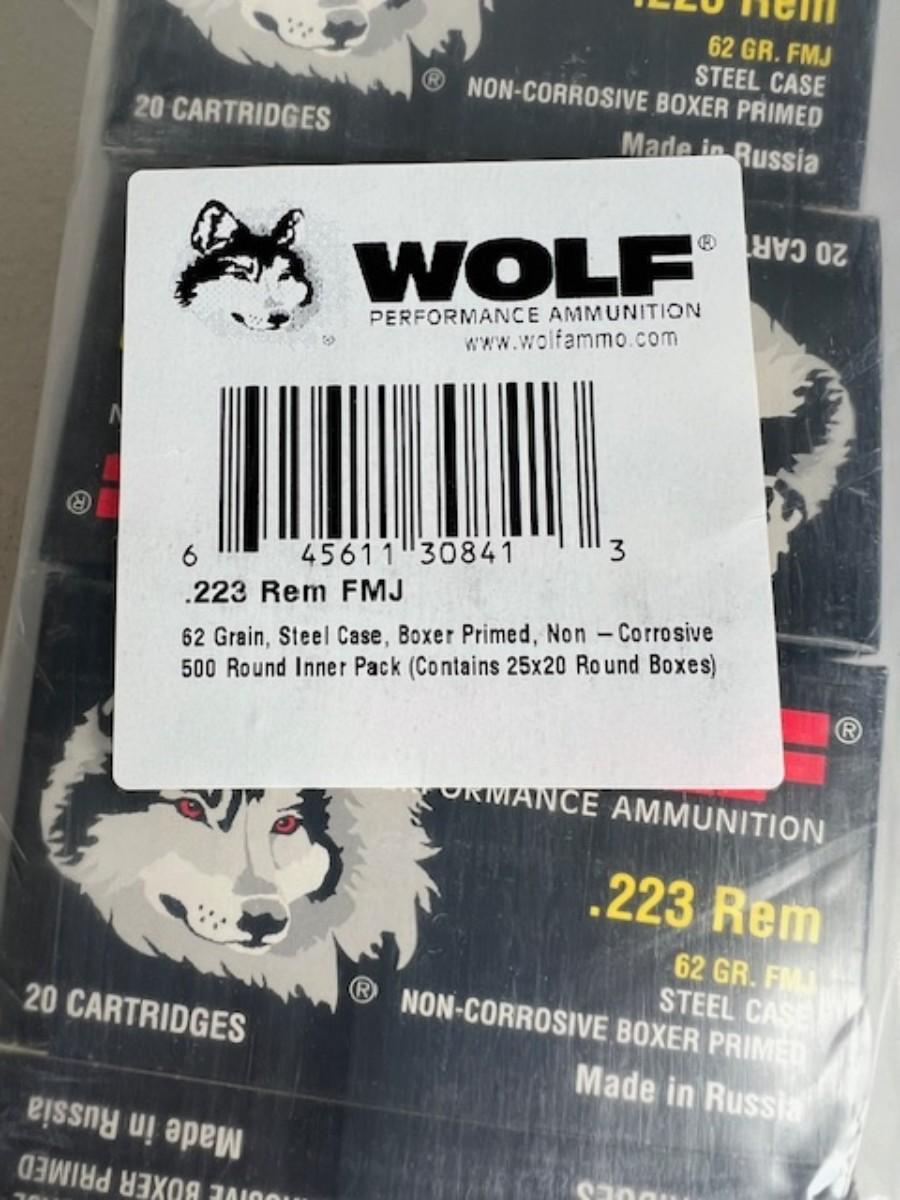 .223 Rem
62 GR. FMJ
STEEL CASE
NON-CORROSIVE BOXER PRIMED
20 CARTRIDGES
Made in Russia
20 CART
WOLF®
PERFORMANCE AMMUNITION
www.wolfammo.com
6 45611 30841 3
.223 Rem FMJ
62 Grain, Steel Case, Boxer Primed, Non – Corrosive
500 Round Inner Pack (Contains 25x20 Round Boxes)
®
ORMANCE AMMUNITION
.223 Rem
62 GR. FMJ
STEEL CASE
® NON-CORROSIVE BOXER PRIMED
20 CARTRIDGES
Made in Russia
Made in Russia
BOXER PRIMED